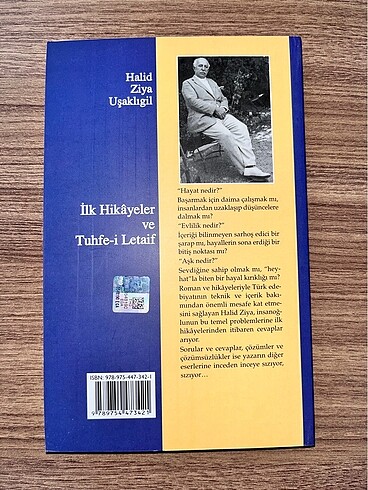 Halid
Ziya
Uşaklıgil
İlk Hikâyeler
ve
Tuhfe-i Letaif
"Hayat nedir?"
Başarmak için daima çalışmak mı,
insanlardan uzaklaşıp düşüncelere
dalmak mı?
"Evlilik nedir?"
İçeriği bilinmeyen sarhoş edici bir
şarap mı, hayallerin sona erdiği bir
bitiş noktası mı?
"Aşk nedir?"
Sevdiğine sahip olmak mı, "hey-
hat"la biten bir hayal kırıklığı mı?
Roman ve hikâyeleriyle Türk ede-
biyatının teknik ve içerik bakı-
mından önemli mesafe kat etme-
sini sağlayan Halid Ziya, insanoğ-
lunun bu temel problemlerine ilk
hikâyelerinden itibaren cevaplar
arıyor.
Sorular ve cevaplar, çözümler ve
çözümsüzlükler ise yazarın diğer
eserlerine inceden inceye sızıyor,
sızıyor...
ISBN: 978-975-447-342-1
9 789754 473421